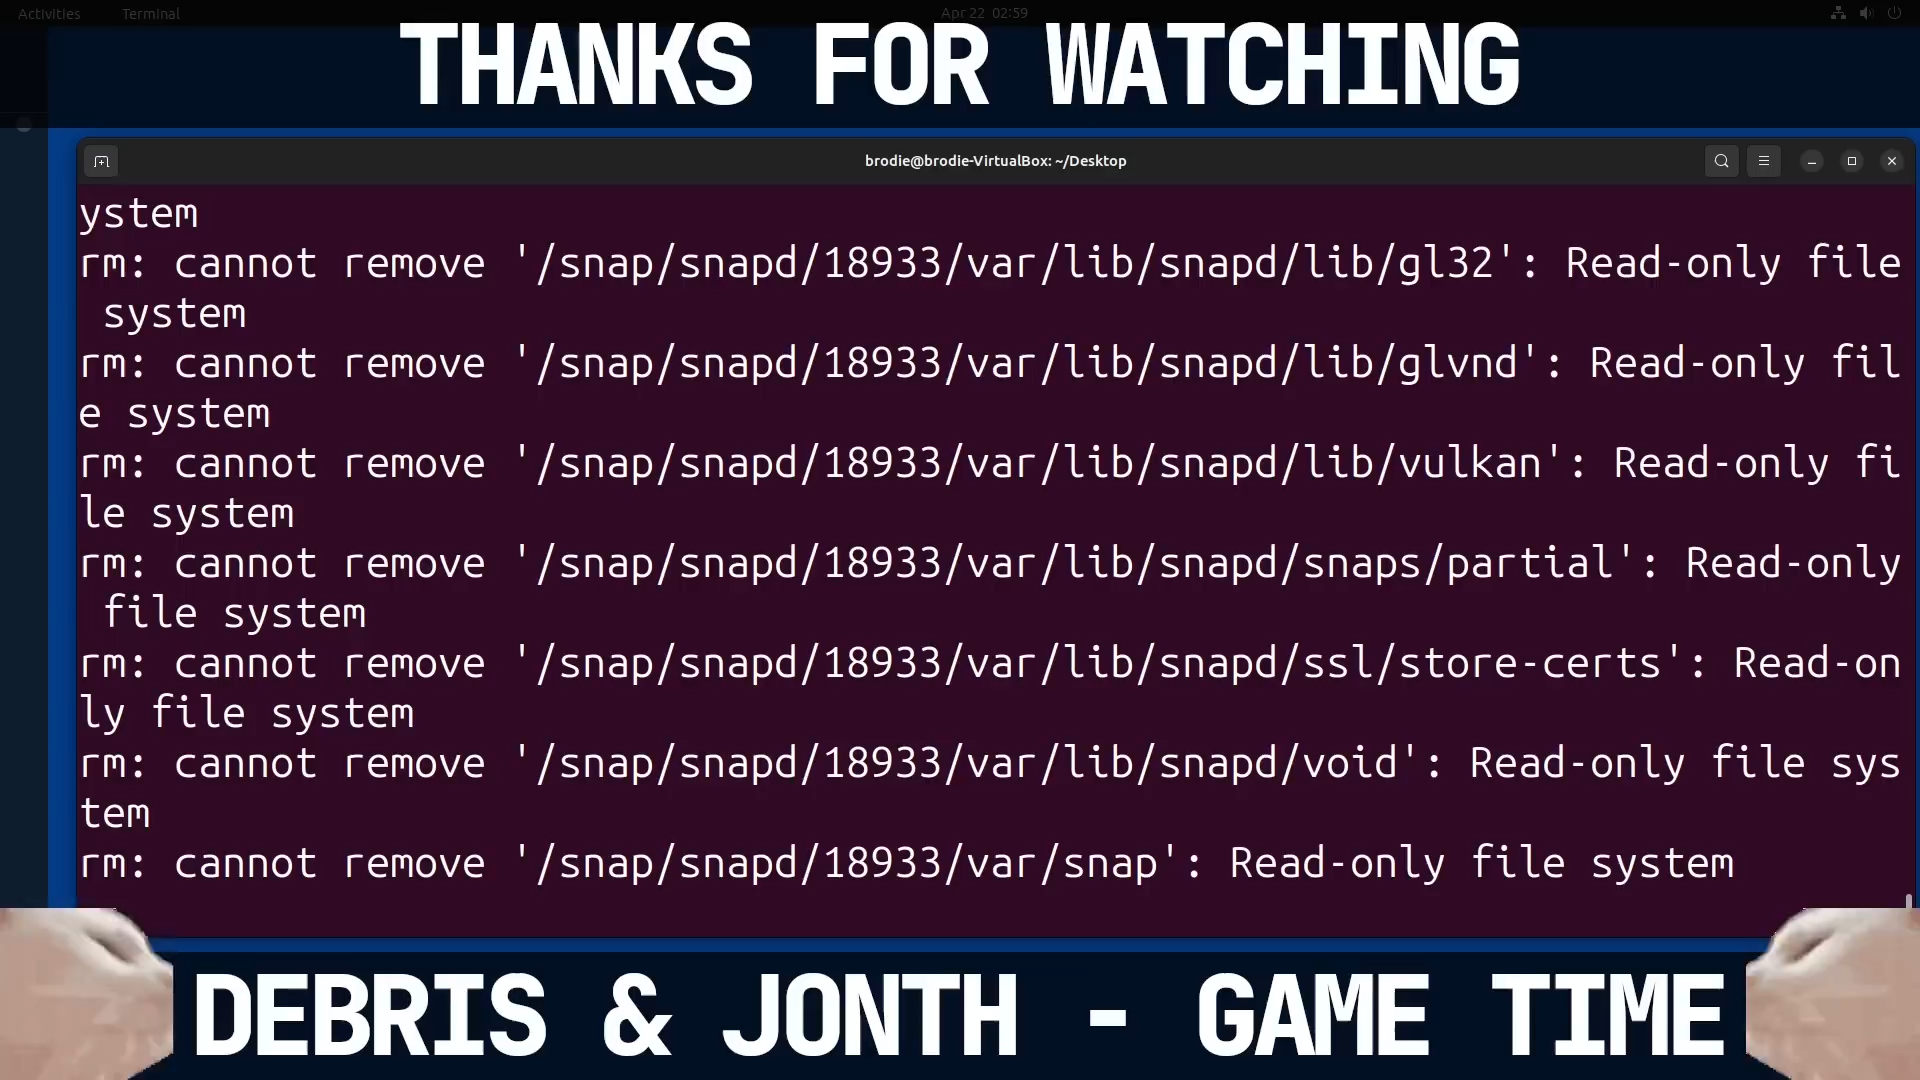 Activities Terminal Apr 22 02:59
THANKS FOR WATCHING
brodie@brodie-VirtualBox: ~/Desktop
ystem
rm: cannot remove '/snap/snapd/18933/var/lib/snapd/lib/gl32': Read-only file
 system
rm: cannot remove '/snap/snapd/18933/var/lib/snapd/lib/glvnd': Read-only fil
e system
rm: cannot remove '/snap/snapd/18933/var/lib/snapd/lib/vulkan': Read-only fi
le system
rm: cannot remove '/snap/snapd/18933/var/lib/snapd/snaps/partial': Read-only
 file system
rm: cannot remove '/snap/snapd/18933/var/lib/snapd/ssl/store-certs': Read-on
ly file system
rm: cannot remove '/snap/snapd/18933/var/lib/snapd/void': Read-only file sys
tem
rm: cannot remove '/snap/snapd/18933/var/snap': Read-only file system
DEBRIS & JONTH - GAME TIME